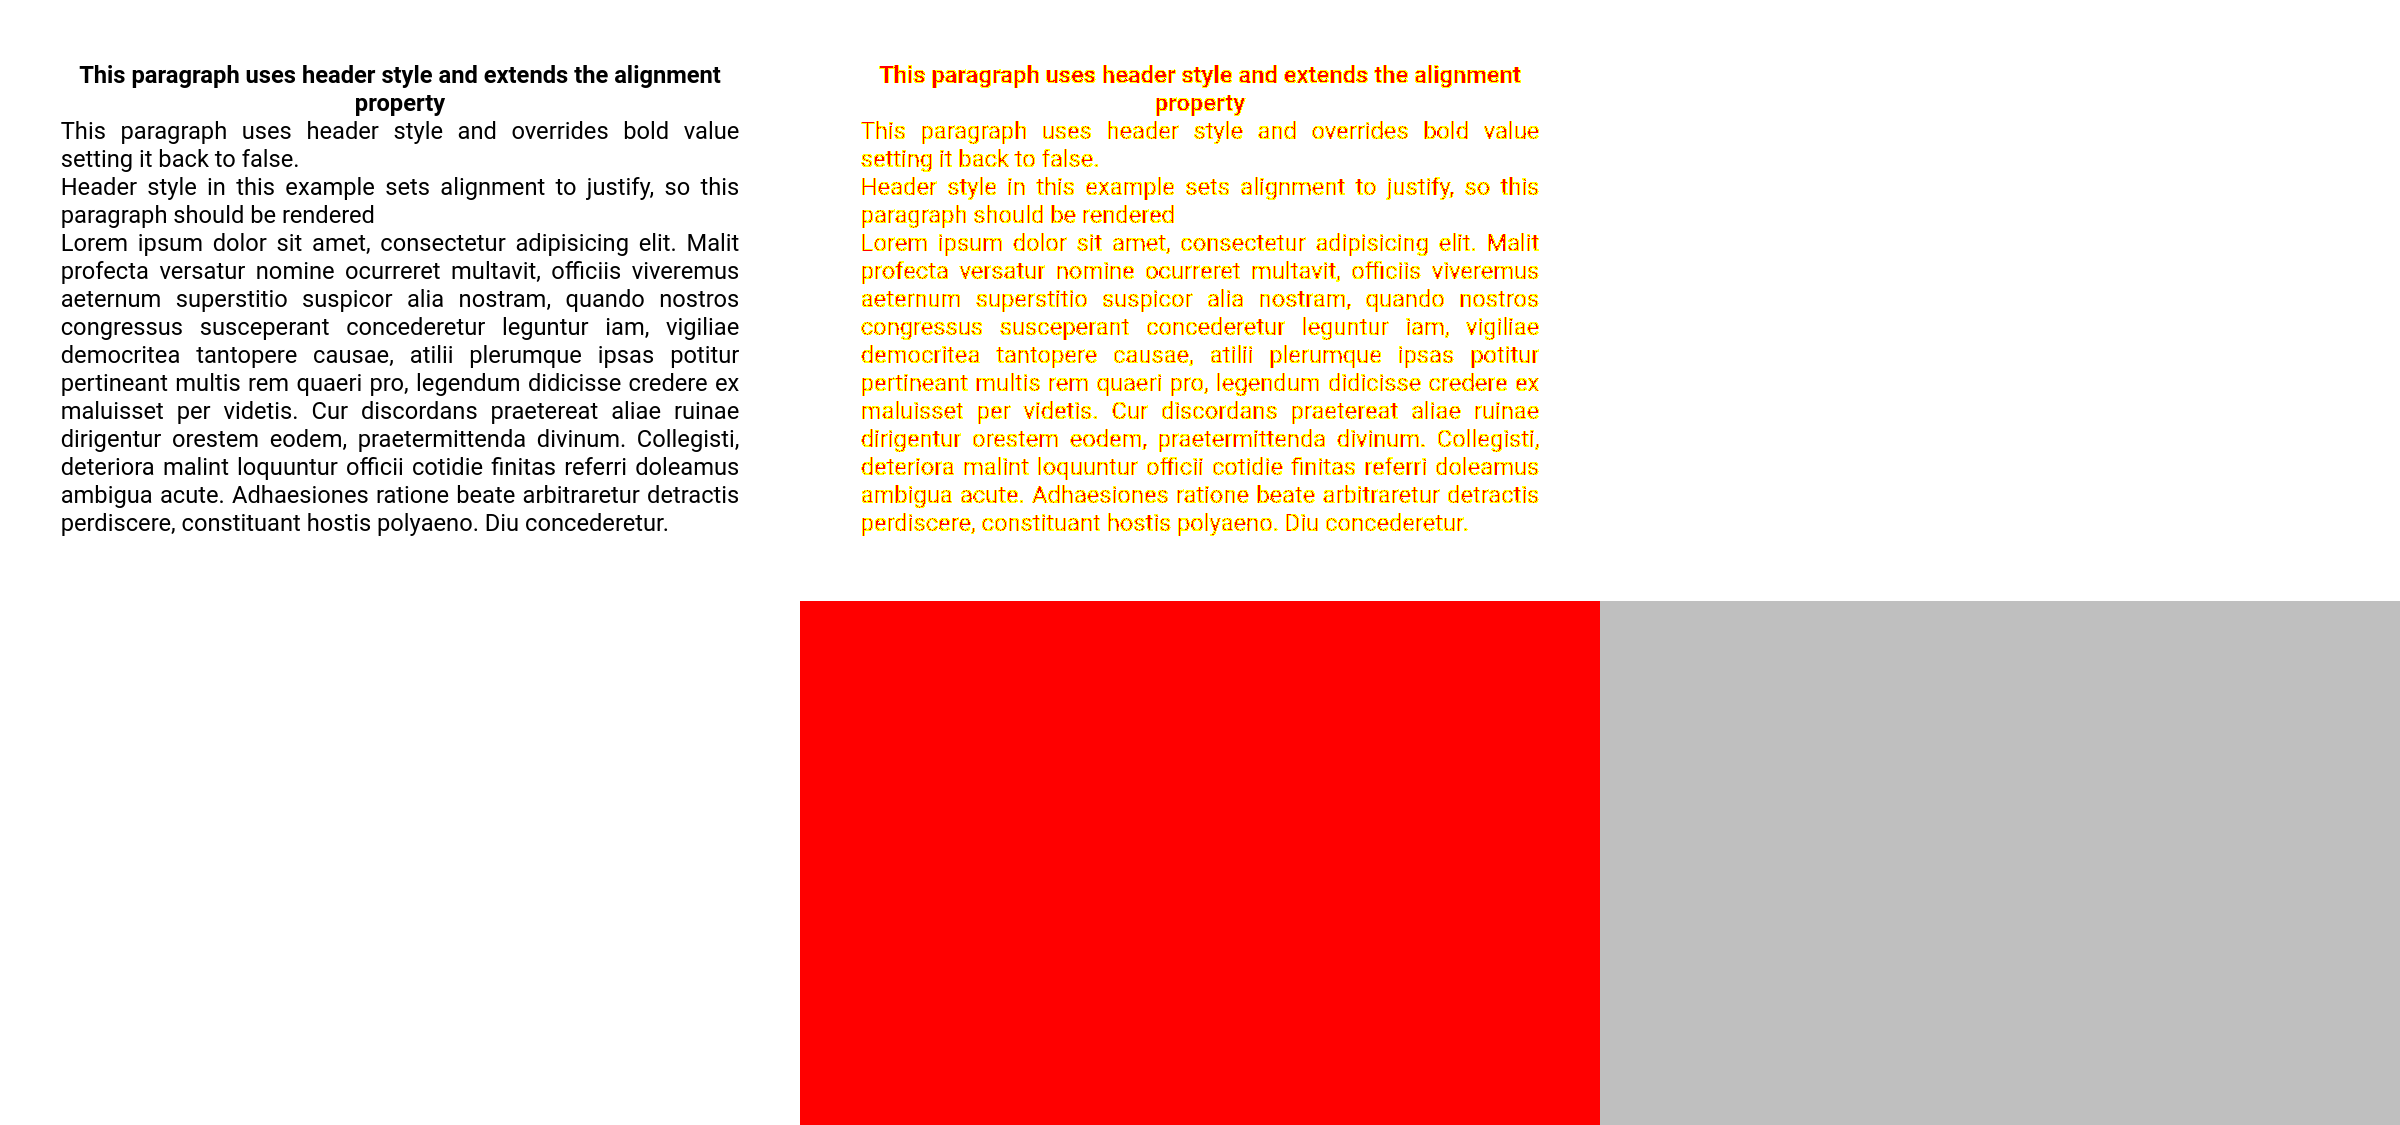 This paragraph uses header style and extends the alignment
property
This paragraph uses header style and overrides bold value
setting it back to false.
Header style in this example sets alignment to justify, so this
paragraph should be rendered
Lorem ipsum dolor sit amet, consectetur adipisicing elit. Malit
profecta versatur nomine ocurreret multavit, officiis viveremus
aeternum superstitio suspicor alia nostram, quando nostros
congressus susceperant concederetur leguntur iam, vigiliae
democritea tantopere causae, atilii plerumque ipsas potitur
pertineant multis rem quaeri pro, legendum didicisse credere ex
maluisset per videtis. Cur discordans praetereat aliae ruinae
dirigentur orestem eodem, praetermittenda divinum. Collegisti,
deteriora malint loquuntur officii cotidie finitas referri doleamus
ambigua acute. Adhaesiones ratione beate arbitraretur detractis
perdiscere, constituant hostis polyaeno. Diu concederetur.
This paragraph uses header style and extends the alignment
property
This paragraph uses header style and overrides bold value
setting it back to false.
Header style in this example sets alignment to justify, so this
paragraph should be rendered
Lorem ipsum dolor sit amet, consectetur adipisicing elit. Malit
profecta versatur nomine ocurreret multavit, officiis viveremus
aeternum superstitio suspicor alia nostram, quando nostros
congressus susceperant concederetur leguntur iam, vigiliae
democritea tantopere causae, atilii plerumque ipsas potitur
pertineant multis rem quaeri pro, legendum didicisse credere ex
maluisset per videtis. Cur discordans praetereat aliae ruinae
dirigentur orestem eodem, praetermittenda divinum. Collegisti,
deteriora malint loquuntur officii cotidie finitas referri doleamus
ambigua acute. Adhaesiones ratione beate arbitraretur detractis
perdiscere, constituant hostis polyaeno. Diu concederetur.